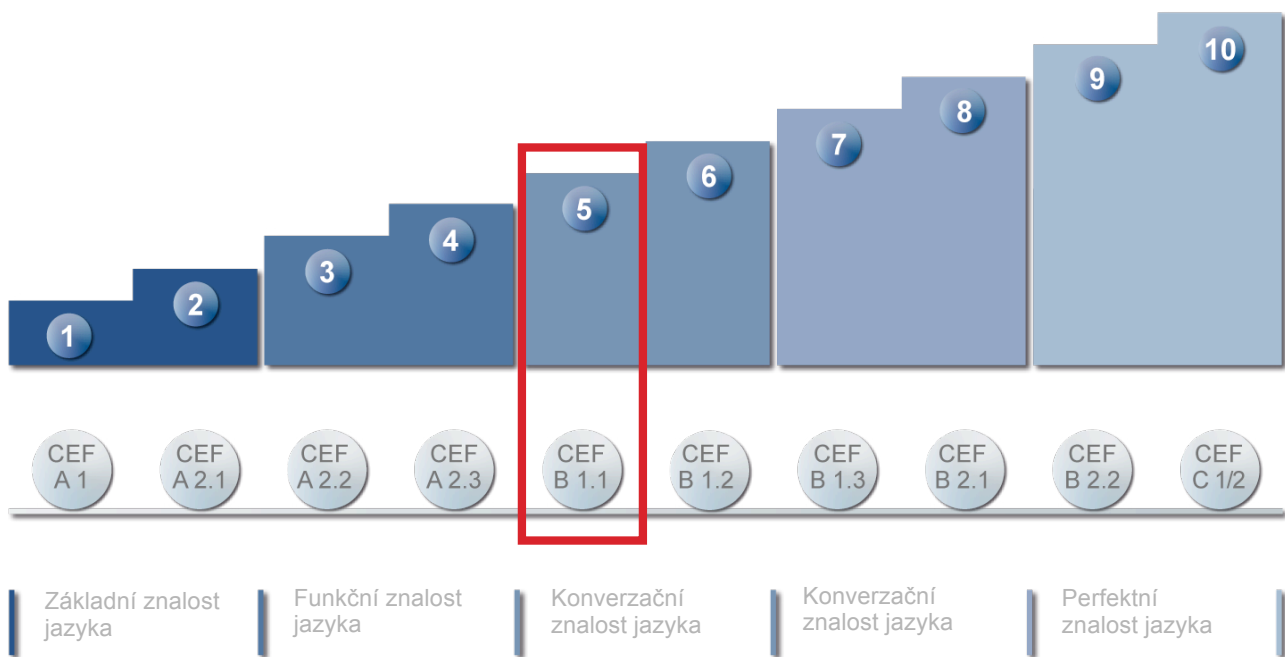 1
2
3
4
5
6
7
8
9
10
CEF
A 1
CEF
A 2.1
CEF
A 2.2
CEF
A 2.3
CEF
B 1.1
CEF
B 1.2
CEF
B 1.3
CEF
B 2.1
CEF
B 2.2
CEF
C 1/2
Základní znalost
jazyka
Funkční znalost
jazyka
Konverzační
znalost jazyka
Konverzační
znalost jazyka
Perfektní
znalost jazyka